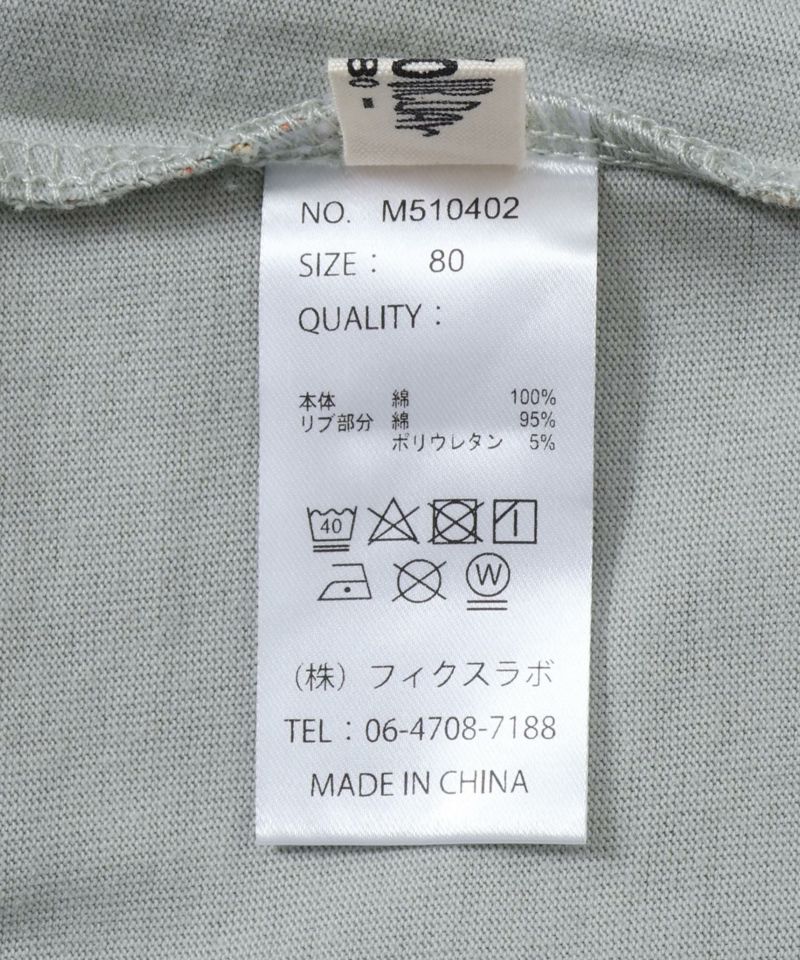 NO. M510402
SIZE： 80
QUALITY：
本体 綿 100%
リブ部分 綿 95%
ポリウレタン 5%
40
W
（株）フィクスラボ
TEL：06-4708-7188
MADE IN CHINA